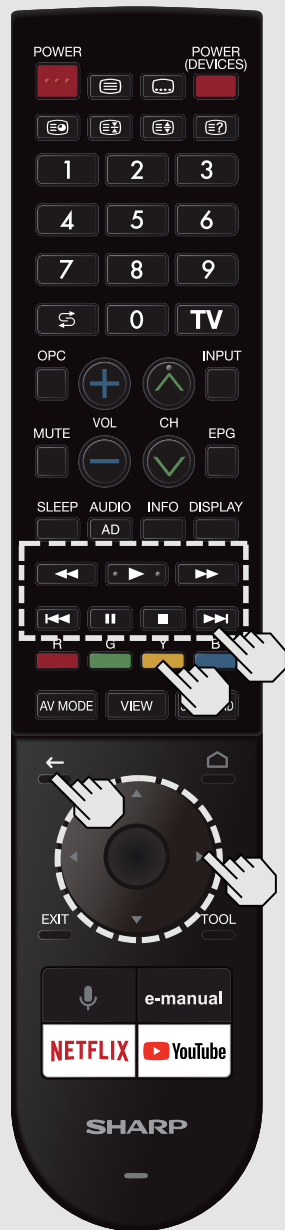 POWER POWER
(DEVICES)
1 2 3
4 5 6
7 8 9
0 TV
OPC INPUT
VOL CH
MUTE EPG
SLEEP AUDIO INFO DISPLAY
AD
R G Y B
AV MODE VIEW
EXIT TOOL
e-manual
NETFLIX YouTube
SHARP